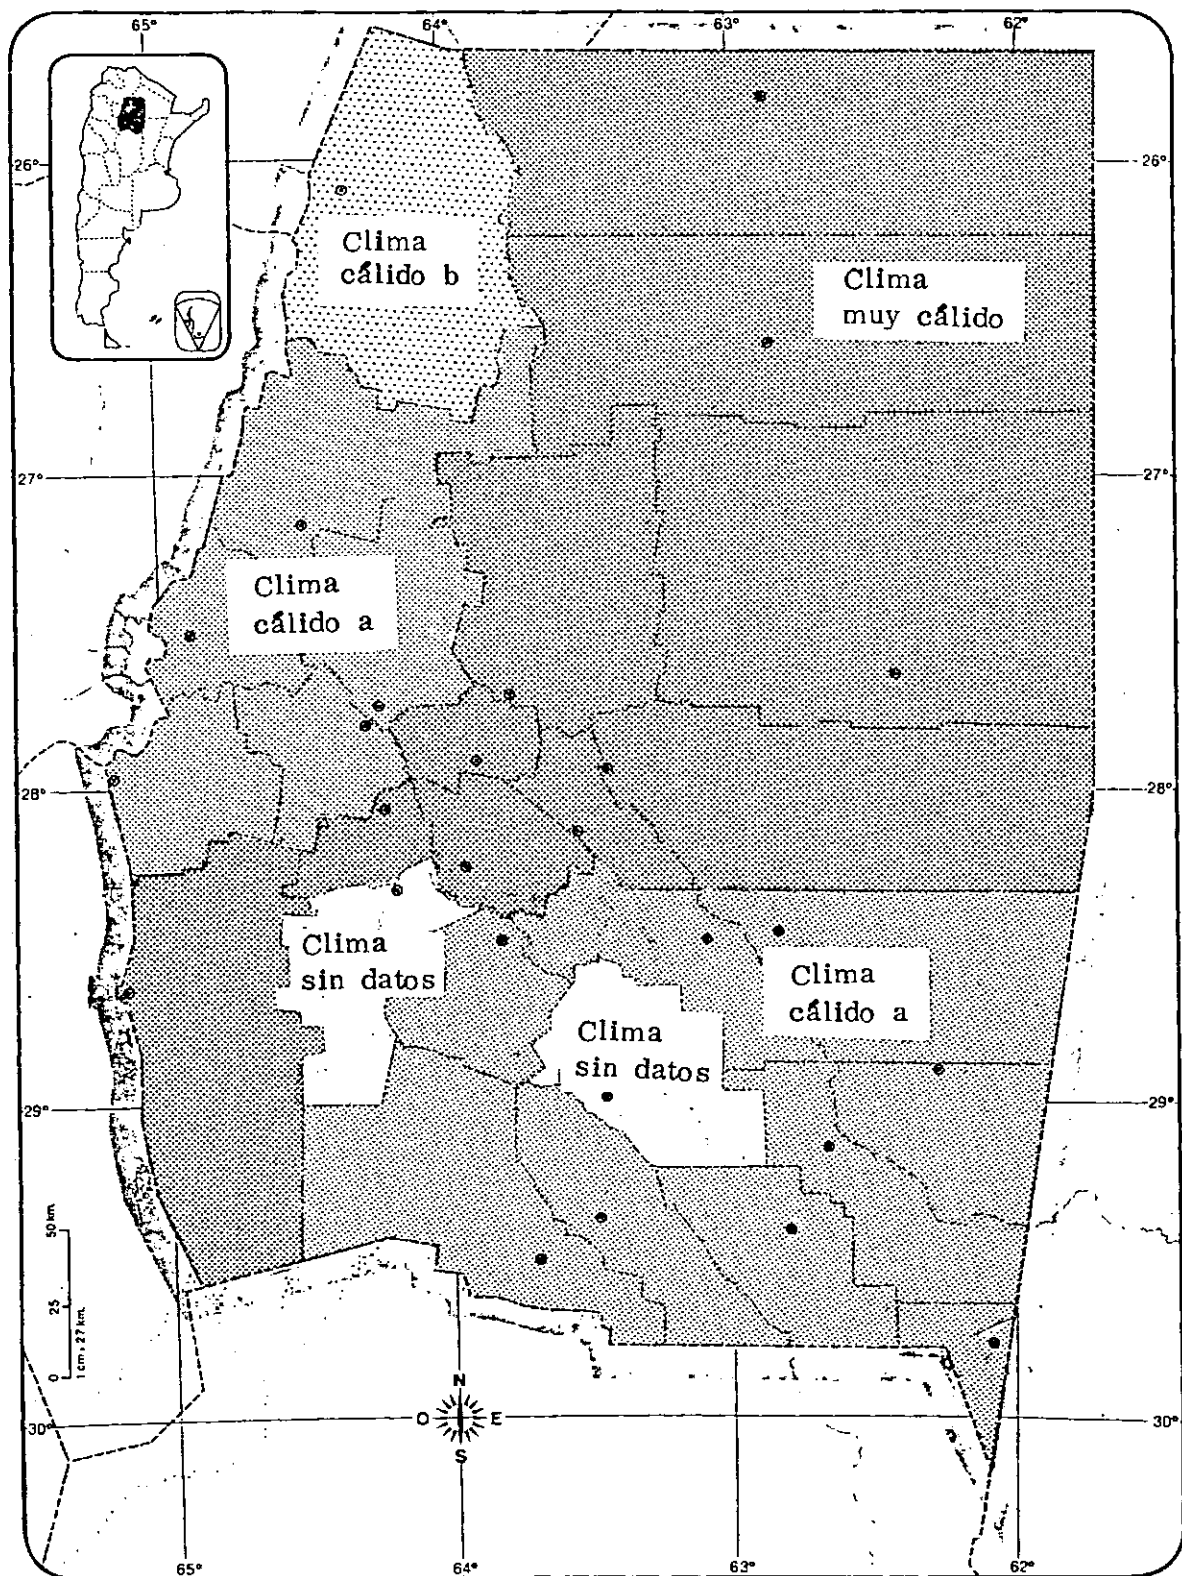 65°
64°
63°
62°
26°
26°
Clima
cálido b
Clima
muy cálido
27°
27°
Clima
cálido a
28°
28°
Clima
sin datos
Clima
cálido a
Clima
sin datos
29°
29°
50 km.
25
0
1 cm = 27 km.
N
O
E
S
30°
30°
65°
64°
63°
62°